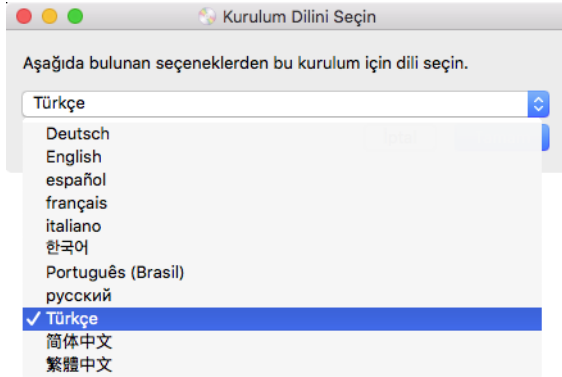 Kurulum Dilini Seçin
Aşağıda bulunan seçeneklerden bu kurulum için dili seçin.
Türkçe
Deutsch
English
español
français
italiano
한국어
Português (Brasil)
русский
✓ Türkçe
简体中文
繁體中文